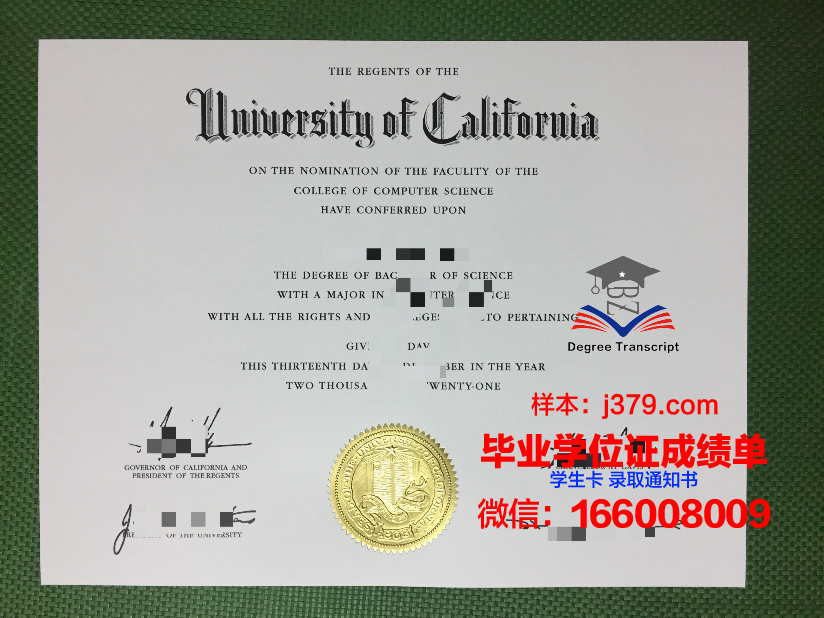 THE REGENTS OF THE
University of California
ON THE NOMINATION OF THE FACULITY OF THE
COLLEGE OF COMPUTER SCIENCE
HAVE CONFERRED UPON
THE DEGREE OF OF SCIENCE
WITH A MAJOR IN
WITH ALL THE RIGHTS AND TO PERTAINING
DAY
THIS THIRTEENTH IN THE YEAR
TWO TWENTY-ONE
Degree Transcript
样本：j379.com
毕业学位证成绩单
学生卡 录取通知书
微信：166008009
GOVERNOR OF CALIFORNIA AND
PRESIDENT OF THE REGENTS
OF THE UNIVERSITY